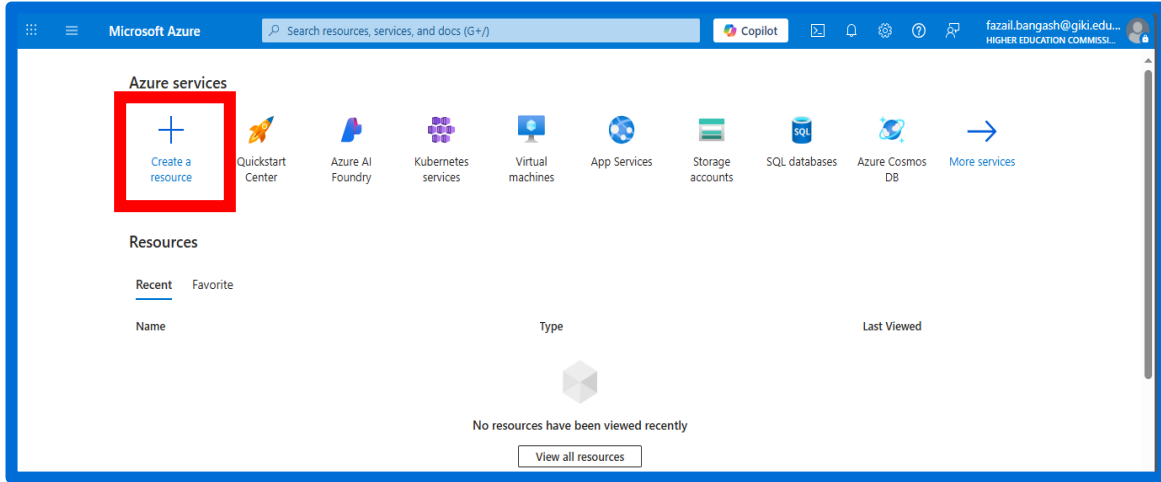 Microsoft Azure
Search resources, services, and docs (G+/)
Copilot
fazail.bangash@giki.edu...
HIGHER EDUCATION COMMISSI...
Azure services
Create a
resource
Quickstart
Center
Azure AI
Foundry
Kubernetes
services
Virtual
machines
App Services
Storage
accounts
SQL
SQL databases
Azure Cosmos
DB
More services
Resources
Recent Favorite
Name Type Last Viewed
No resources have been viewed recently
View all resources